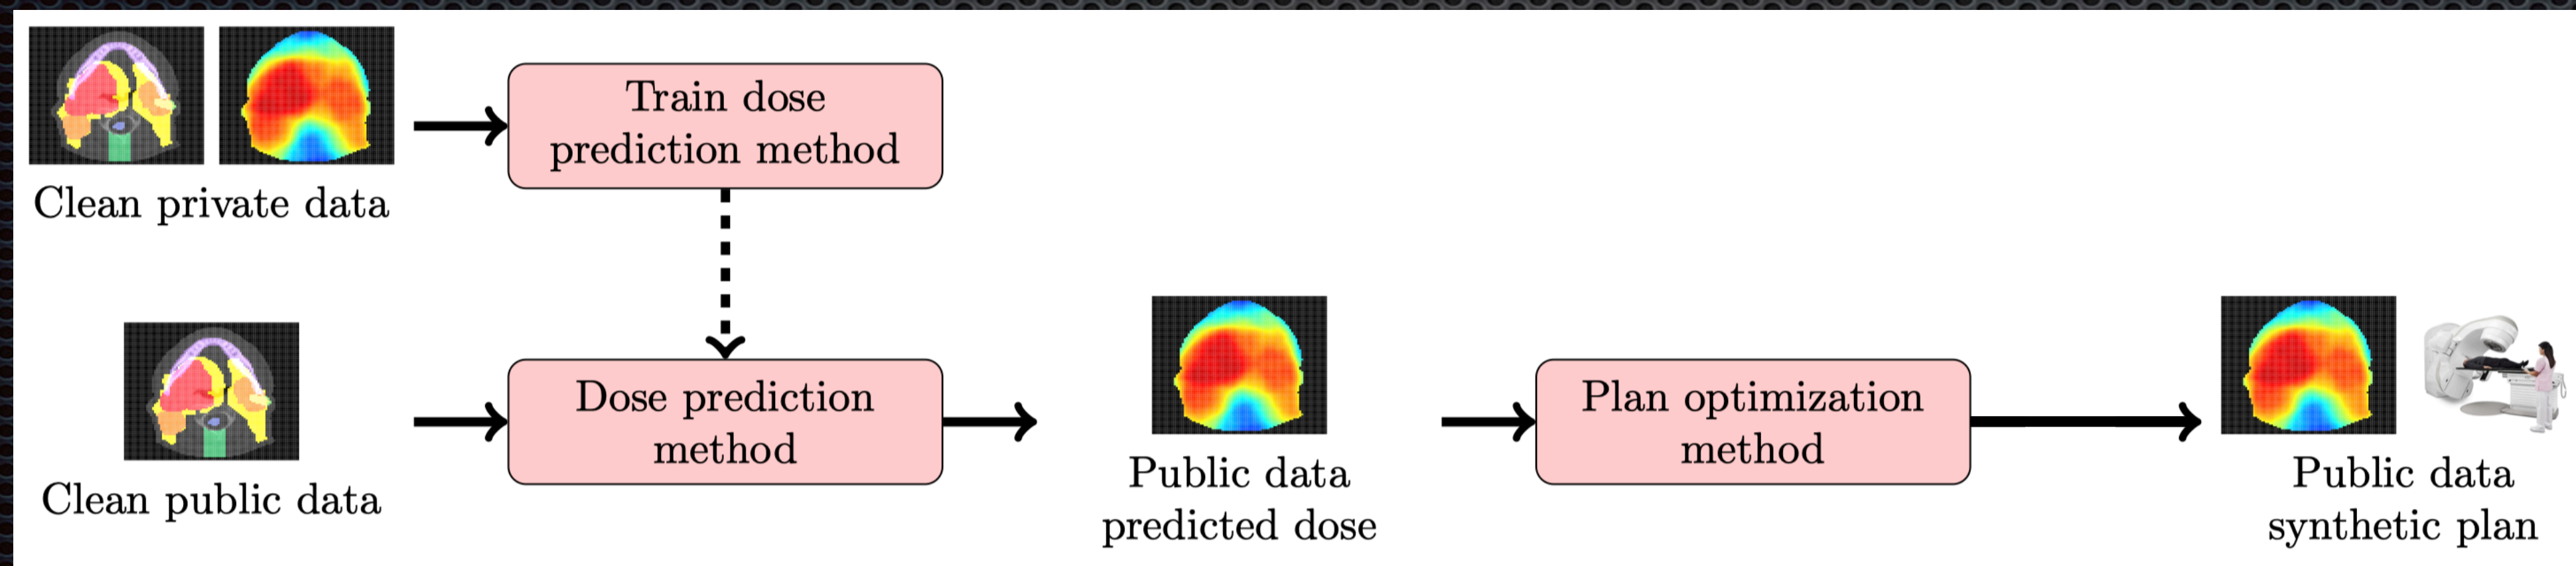 Train dose
prediction method
Clean private data
Dose prediction
method
Clean public data
Public data
predicted dose
Plan optimization
method
Public data
synthetic plan